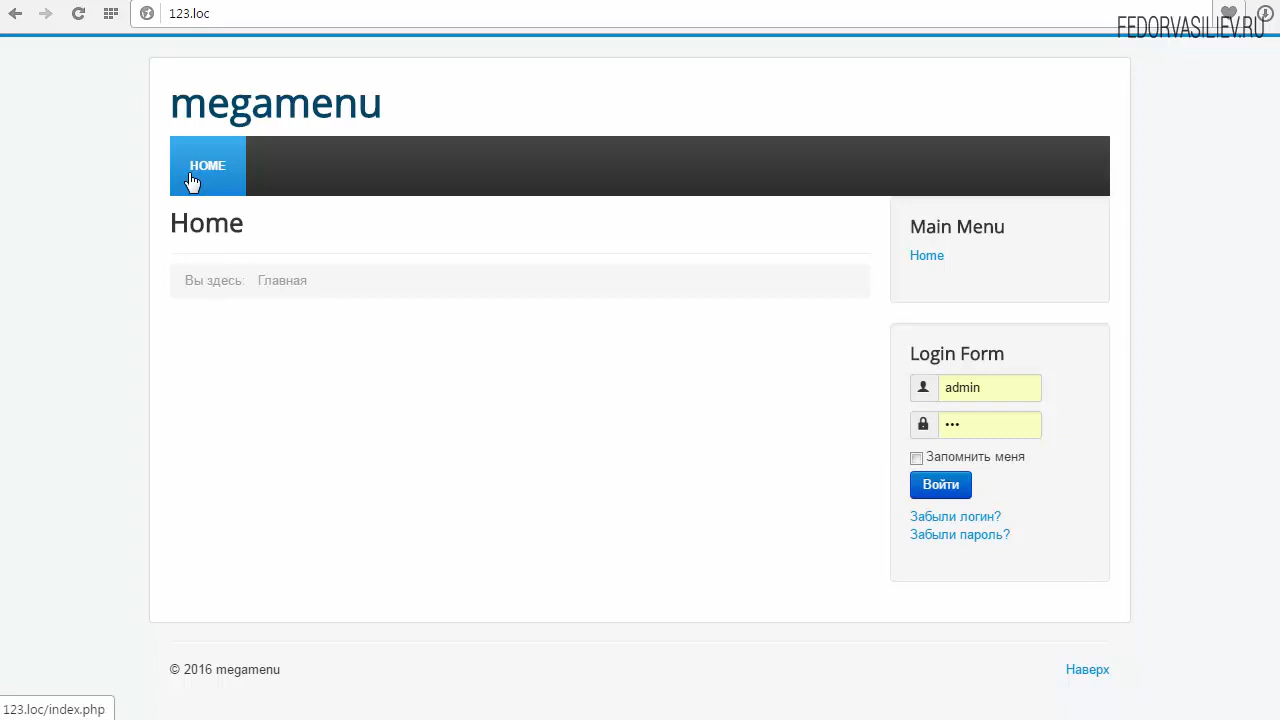 123.loc
FEDORVASILIEV.RU
megamenu
HOME
Home
Вы здесь: Главная
Main Menu
Home
Login Form
admin
•••
Запомнить меня
Войти
Забыли логин?
Забыли пароль?
© 2016 megamenu
Наверх
123.loc/index.php